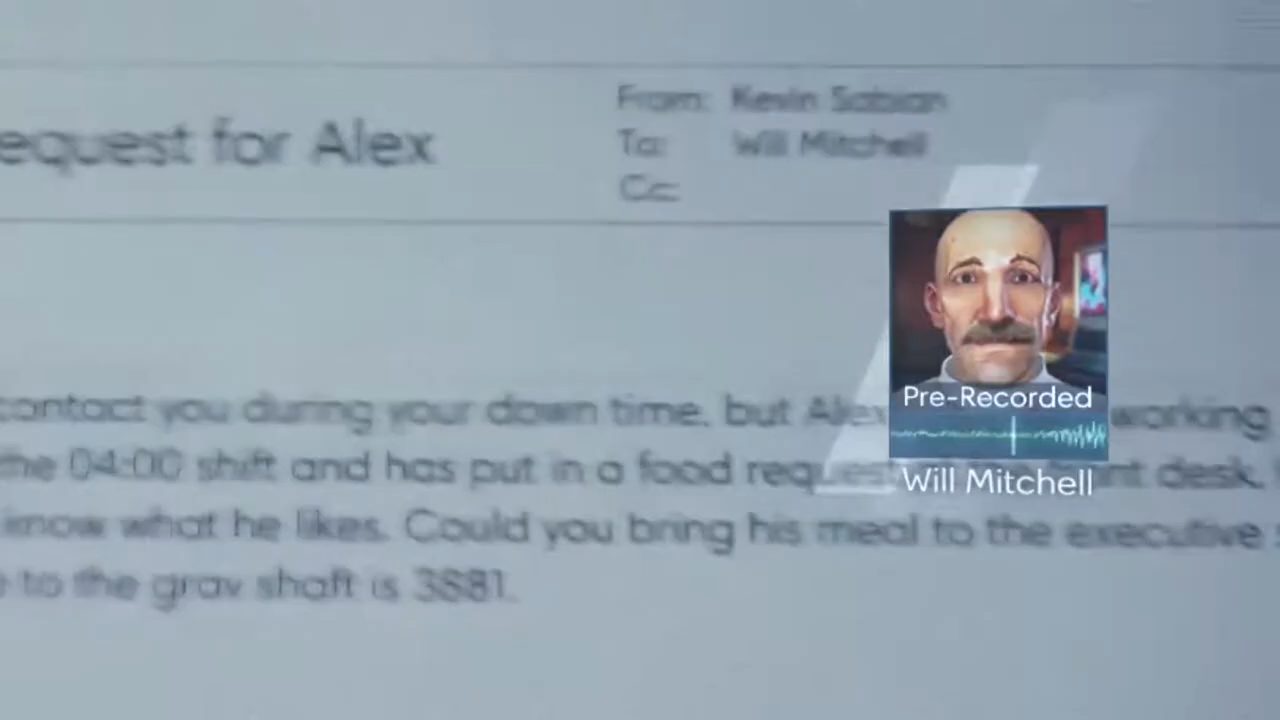 equest for Alex
From: Kevin Sabian
To: Will Mitchell
Cc:
contact you during your down time, but Alex working
the 04:00 shift and has put in a food request desk.
know what he likes. Could you bring his meal to the executive
to the grav shaft is 3881.
Pre-Recorded
Will Mitchell